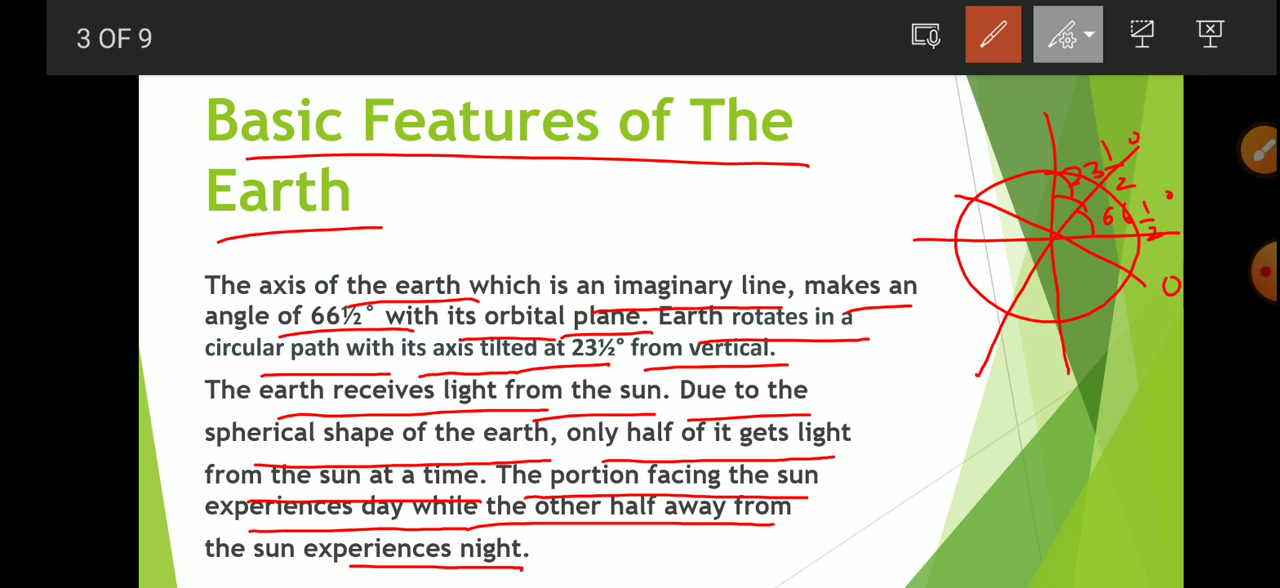 3 OF 9
Basic Features of The
Earth
The axis of the earth which is an imaginary line, makes an
angle of 66½° with its orbital plane. Earth rotates in a
circular path with its axis tilted at 23½° from vertical.
The earth receives light from the sun. Due to the
spherical shape of the earth, only half of it gets light
from the sun at a time. The portion facing the sun
experiences day while the other half away from
the sun experiences night.
23 1/2 °
66 1/2 °
0